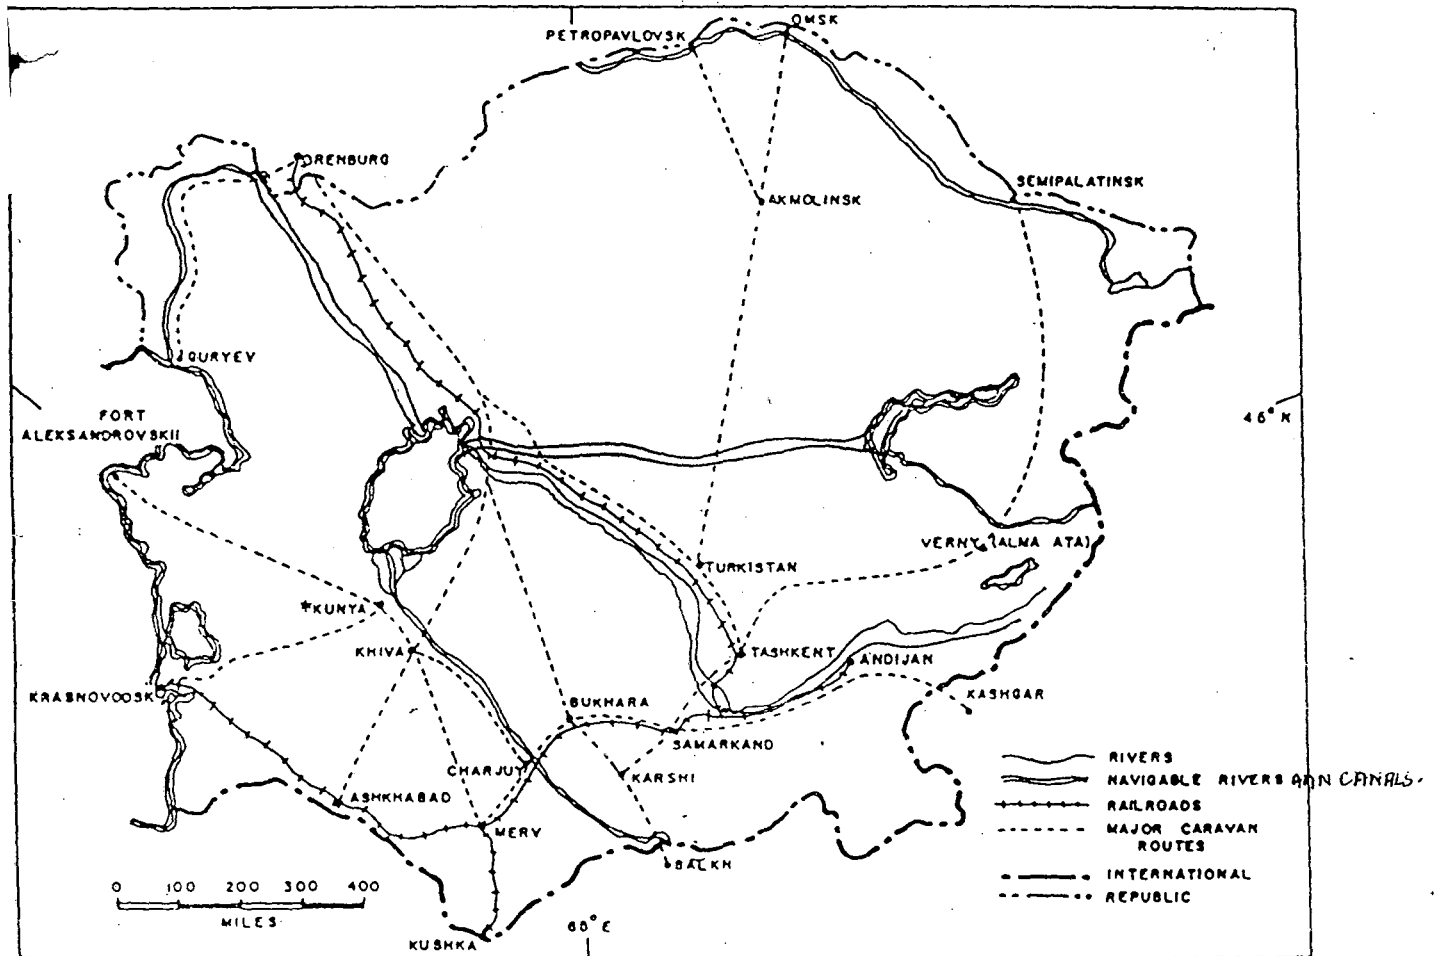 OMSK
PETROPAVLOVSK
ORENBURG
SEMIPALATINSK
AKMOLINSK
GURYEV
FORT
ALEKSANDROVSKII
46° N
VERNY (ALMA ATA)
TURKISTAN
*KUNYA
KHIVA
TASHKENT
ANDIJAN
KRASNOVODSK
KASHGAR
BUKHARA
SAMARKAND
CHARJUY
KARSHI
ASHKHABAD
MERV
BALKH
KUSHKA
RIVERS
NAVIGABLE RIVERS AND CANALS.
RAILROADS
MAJOR CARAVAN
ROUTES
INTERNATIONAL
REPUBLIC
0 100 200 300 400
MILES